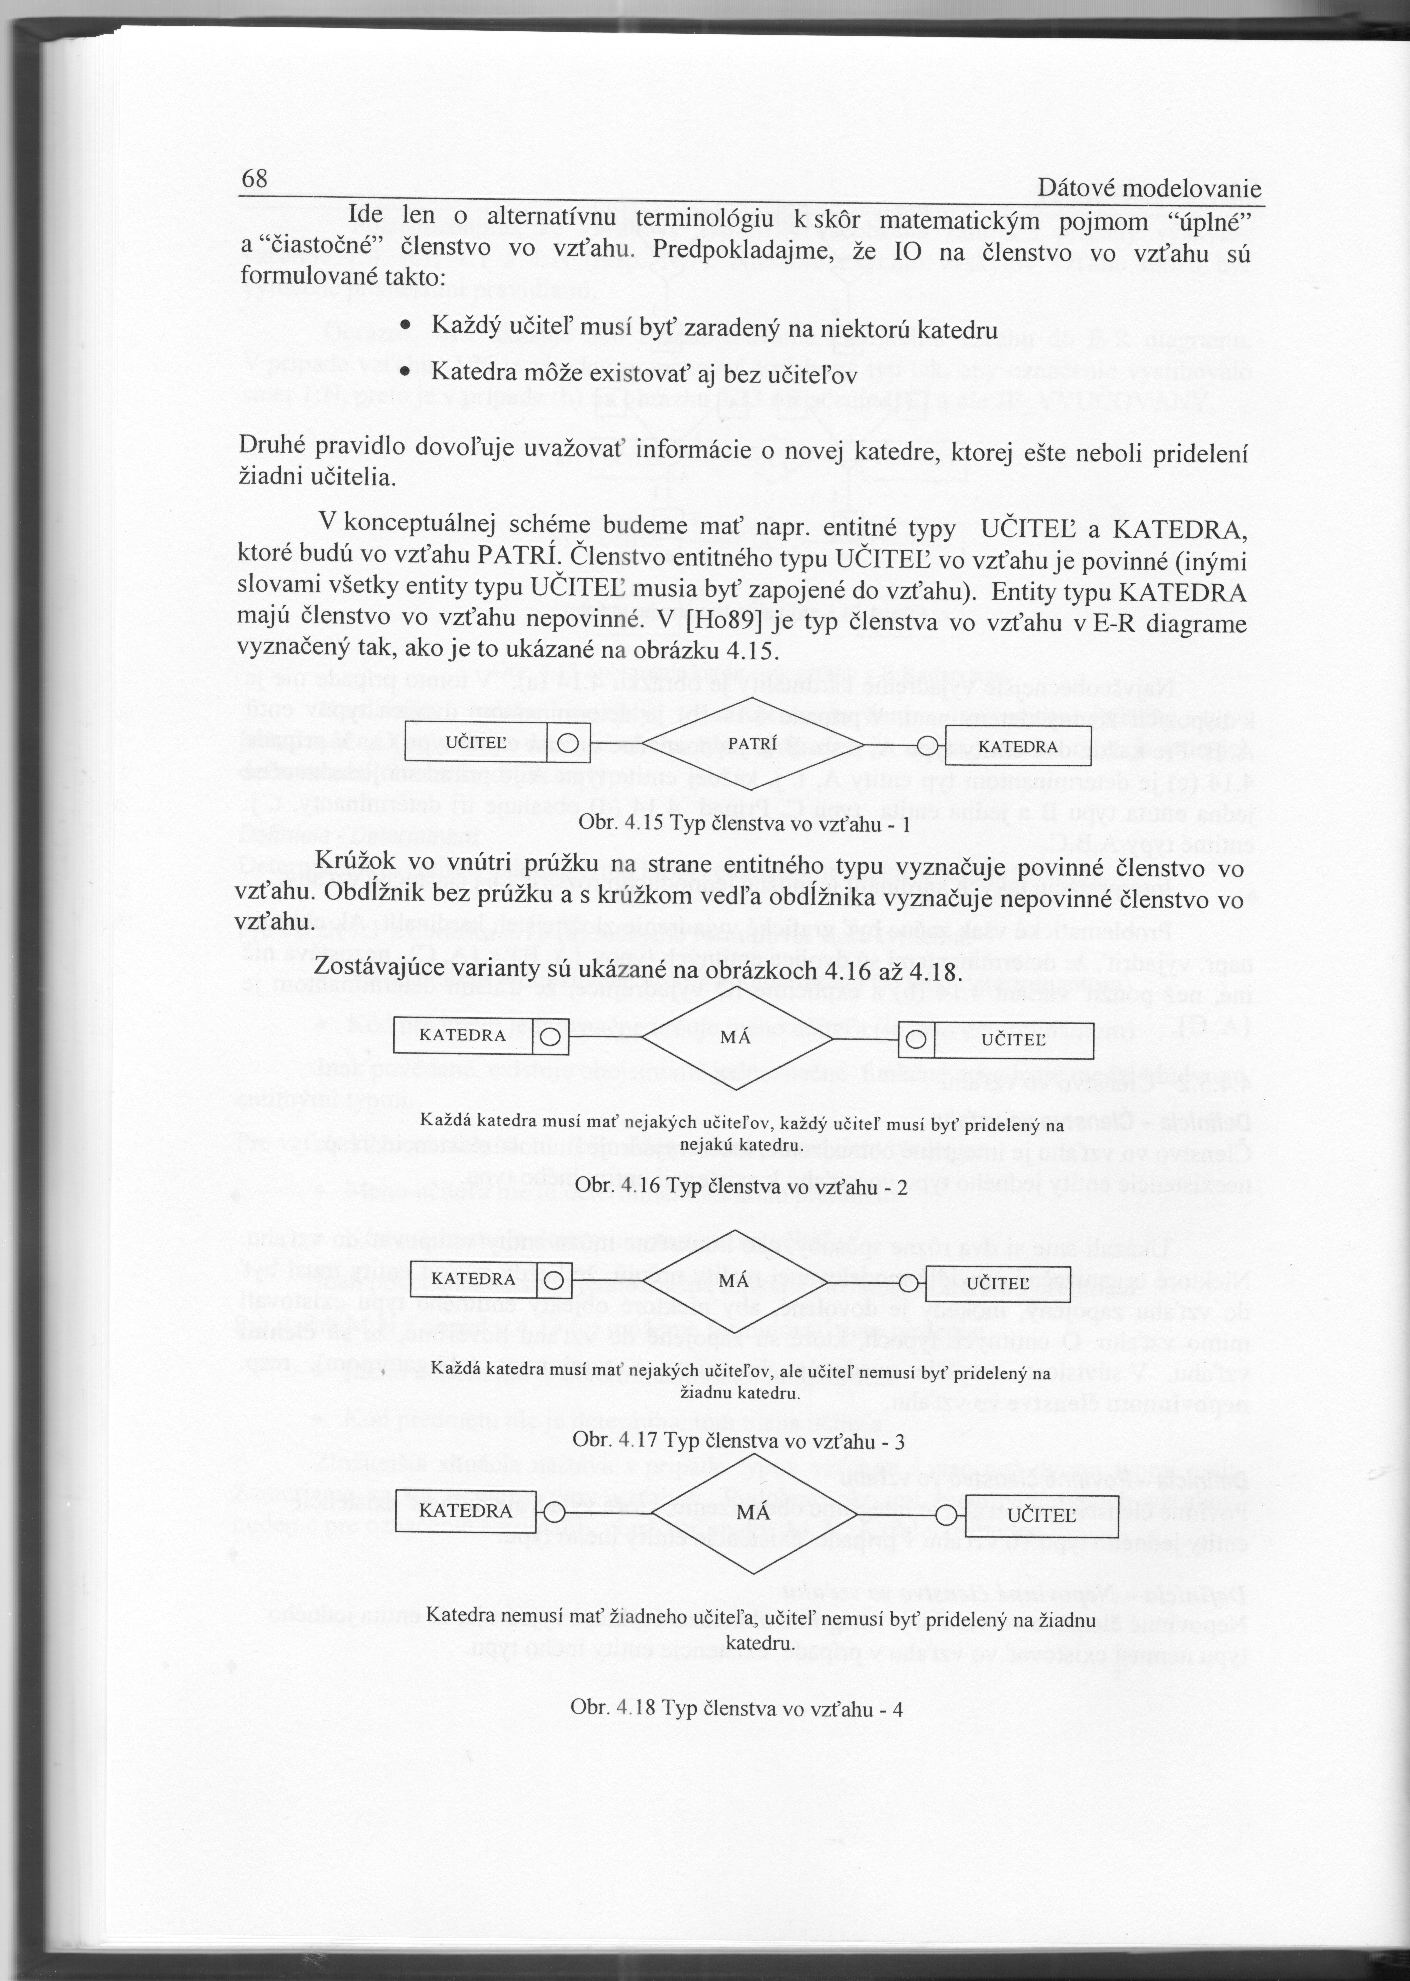 68
Dátové modelovanie
Ide len o alternatívnu terminológiu k skôr matematickým pojmom “úplné”
a “čiastočné” členstvo vo vzťahu. Predpokladajme, že IO na členstvo vo vzťahu sú
formulované takto:
• Každý učiteľ musí byť zaradený na niektorú katedru
• Katedra môže existovať aj bez učiteľov
Druhé pravidlo dovoľuje uvažovať informácie o novej katedre, ktorej ešte neboli pridelení
žiadni učitelia.
V konceptuálnej schéme budeme mať napr. entitné typy UČITEĽ a KATEDRA,
ktoré budú vo vzťahu PATRÍ. Členstvo entitného typu UČITEĽ vo vzťahu je povinné (inými
slovami všetky entity typu UČITEĽ musia byť zapojené do vzťahu). Entity typu KATEDRA
majú členstvo vo vzťahu nepovinné. V [Ho89] je typ členstva vo vzťahu v E-R diagrame
vyznačený tak, ako je to ukázané na obrázku 4.15.
UČITEĽ PATRÍ KATEDRA
Obr. 4.15 Typ členstva vo vzťahu - 1
Krúžok vo vnútri prúžku na strane entitného typu vyznačuje povinné členstvo vo
vzťahu. Obdĺžnik bez prúžku a s krúžkom vedľa obdĺžnika vyznačuje nepovinné členstvo vo
vzťahu.
Zostávajúce varianty sú ukázané na obrázkoch 4.16 až 4.18.
KATEDRA MÁ UČITEĽ
Každá katedra musí mať nejakých učiteľov, každý učiteľ musí byť pridelený na
nejakú katedru.
Obr. 4.16 Typ členstva vo vzťahu - 2
KATEDRA MÁ UČITEĽ
Každá katedra musí mať nejakých učiteľov, ale učiteľ nemusí byť pridelený na
žiadnu katedru.
Obr. 4.17 Typ členstva vo vzťahu - 3
KATEDRA MÁ UČITEĽ
Katedra nemusí mať žiadneho učiteľa, učiteľ nemusí byť pridelený na žiadnu
katedru.
Obr. 4.18 Typ členstva vo vzťahu - 4